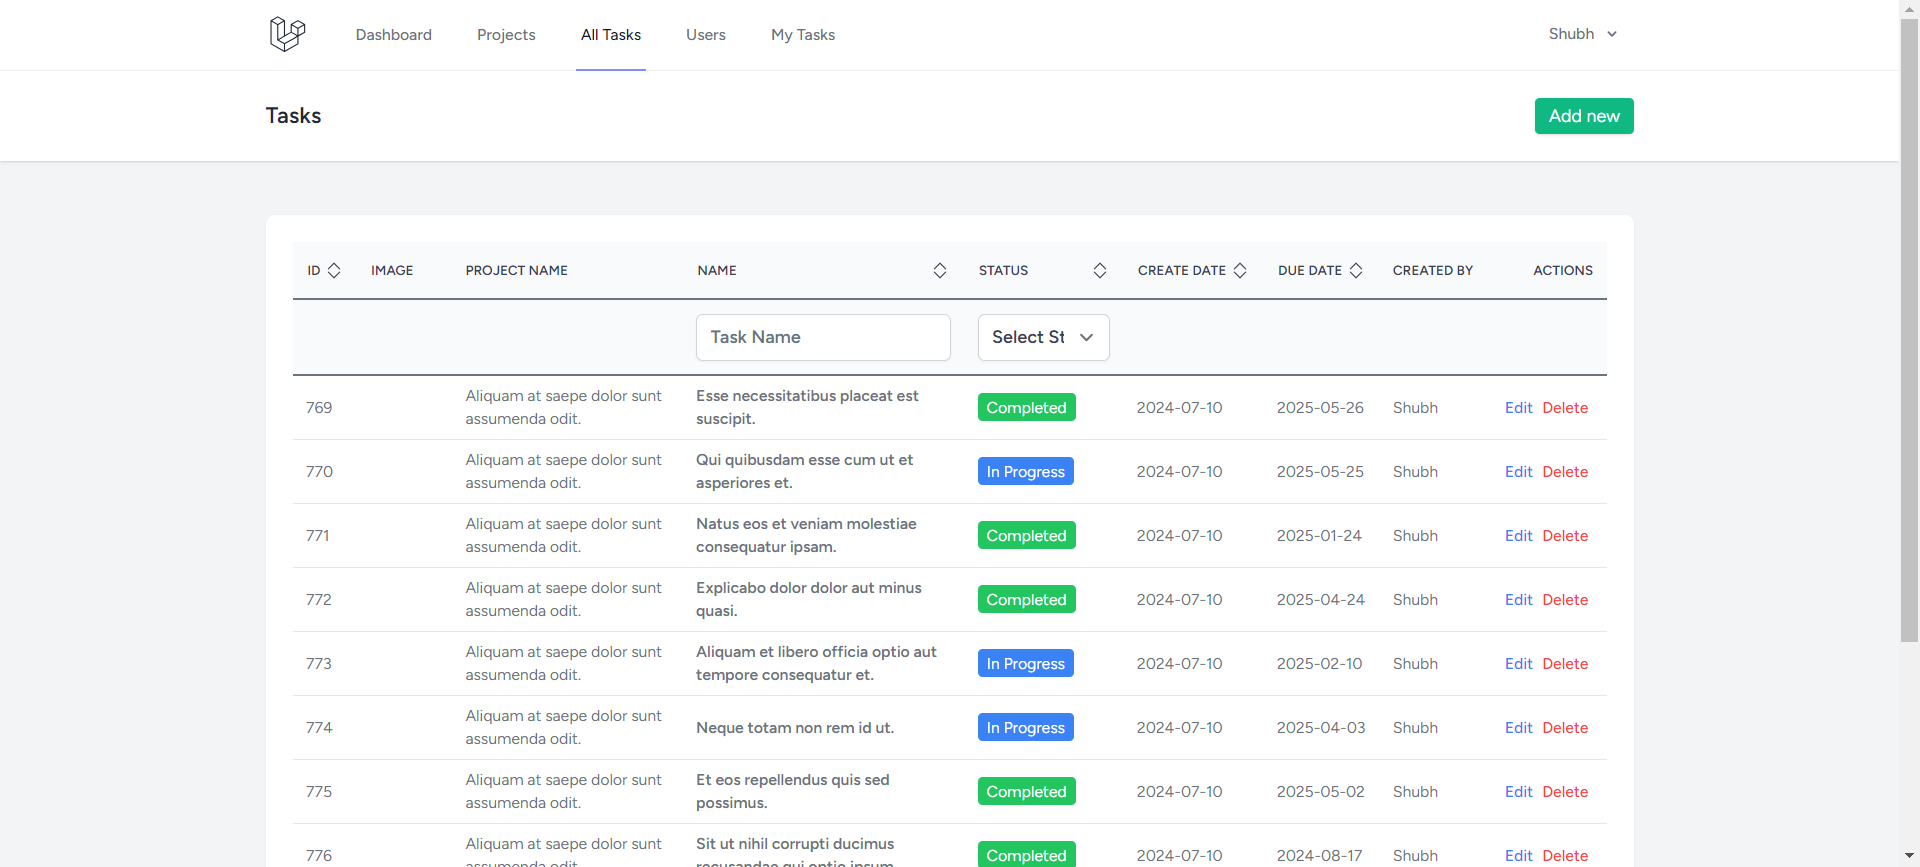 Dashboard Projects All Tasks Users My Tasks Shubh
Tasks Add new
ID IMAGE PROJECT NAME NAME STATUS CREATE DATE DUE DATE CREATED BY ACTIONS
Task Name Select St
769 Aliquam at saepe dolor sunt assumenda odit. Esse necessitatibus placeat est suscipit. Completed 2024-07-10 2025-05-26 Shubh Edit Delete
770 Aliquam at saepe dolor sunt assumenda odit. Qui quibusdam esse cum ut et asperiores et. In Progress 2024-07-10 2025-05-25 Shubh Edit Delete
771 Aliquam at saepe dolor sunt assumenda odit. Natus eos et veniam molestiae consequatur ipsam. Completed 2024-07-10 2025-01-24 Shubh Edit Delete
772 Aliquam at saepe dolor sunt assumenda odit. Explicabo dolor dolor aut minus quasi. Completed 2024-07-10 2025-04-24 Shubh Edit Delete
773 Aliquam at saepe dolor sunt assumenda odit. Aliquam et libero officia optio aut tempore consequatur et. In Progress 2024-07-10 2025-02-10 Shubh Edit Delete
774 Aliquam at saepe dolor sunt assumenda odit. Neque totam non rem id ut. In Progress 2024-07-10 2025-04-03 Shubh Edit Delete
775 Aliquam at saepe dolor sunt assumenda odit. Et eos repellendus quis sed possimus. Completed 2024-07-10 2025-05-02 Shubh Edit Delete
776 Aliquam at saepe dolor sunt assumenda odit. Sit ut nihil corrupti ducimus recusandae qui optio ipsum Completed 2024-07-10 2024-08-17 Shubh Edit Delete